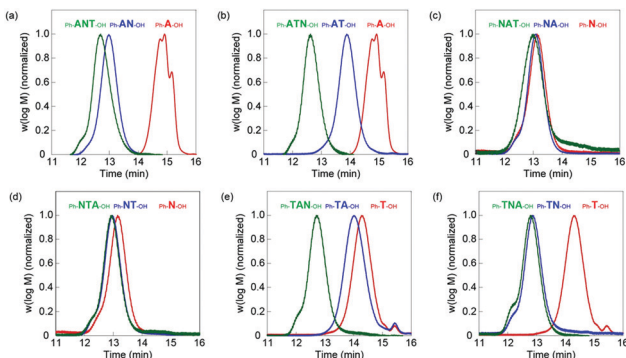 (a)
Ph-ANT-OH Ph-AN-OH Ph-A-OH
w(log M) (normalized)
1.0
0.8
0.6
0.4
0.2
0
11 12 13 14 15 16
Time (min)
(b)
Ph-ATN-OH Ph-AT-OH Ph-A-OH
w(log M) (normalized)
1.0
0.8
0.6
0.4
0.2
0
11 12 13 14 15 16
Time (min)
(c)
Ph-NAT-OH Ph-NA-OH Ph-N-OH
w(log M) (normalized)
1.0
0.8
0.6
0.4
0.2
0
11 12 13 14 15 16
Time (min)
(d)
Ph-NTA-OH Ph-NT-OH Ph-N-OH
w(log M) (normalized)
1.0
0.8
0.6
0.4
0.2
0
11 12 13 14 15 16
Time (min)
(e)
Ph-TAN-OH Ph-TA-OH Ph-T-OH
w(log M) (normalized)
1.0
0.8
0.6
0.4
0.2
0
11 12 13 14 15 16
Time (min)
(f)
Ph-TNA-OH Ph-TN-OH Ph-T-OH
w(log M) (normalized)
1.0
0.8
0.6
0.4
0.2
0
11 12 13 14 15 16
Time (min)